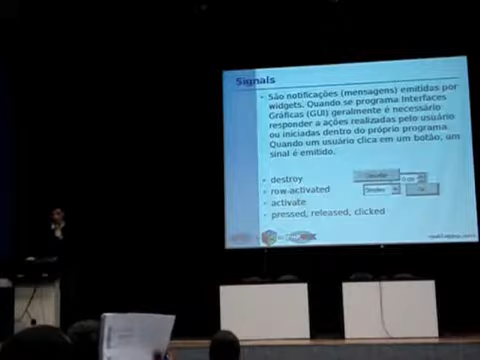 Signals
• São notificações (mensagens) emitidas por
widgets. Quando se programa Interfaces
Gráficas (GUI) geralmente é necessário
responder a ações realizadas pelo usuário
ou iniciadas dentro do próprio programa.
Quando um usuário clica em um botão, um
sinal é emitido.
• destroy
• row-activated
• activate
• pressed, released, clicked